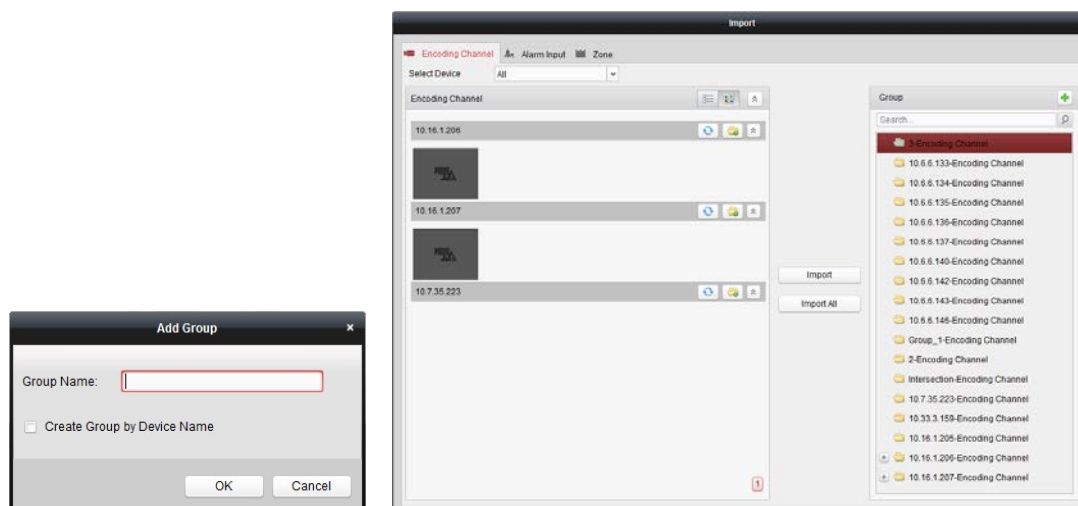 Add Group
×
Group Name:
Create Group by Device Name
OK Cancel
Import
Encoding Channel Alarm Input Zone
Select Device All
Encoding Channel
10.16.1.206
10.16.1.207
10.7.35.223
1
Import
Import All
Group
Search...
3-Encoding Channel
10.6.6.133-Encoding Channel
10.6.6.134-Encoding Channel
10.6.6.135-Encoding Channel
10.6.6.136-Encoding Channel
10.6.6.137-Encoding Channel
10.6.6.140-Encoding Channel
10.6.6.142-Encoding Channel
10.6.6.143-Encoding Channel
10.6.6.146-Encoding Channel
Group_1-Encoding Channel
2-Encoding Channel
Intersection-Encoding Channel
10.7.35.223-Encoding Channel
10.33.3.159-Encoding Channel
10.16.1.205-Encoding Channel
10.16.1.206-Encoding Channel
10.16.1.207-Encoding Channel